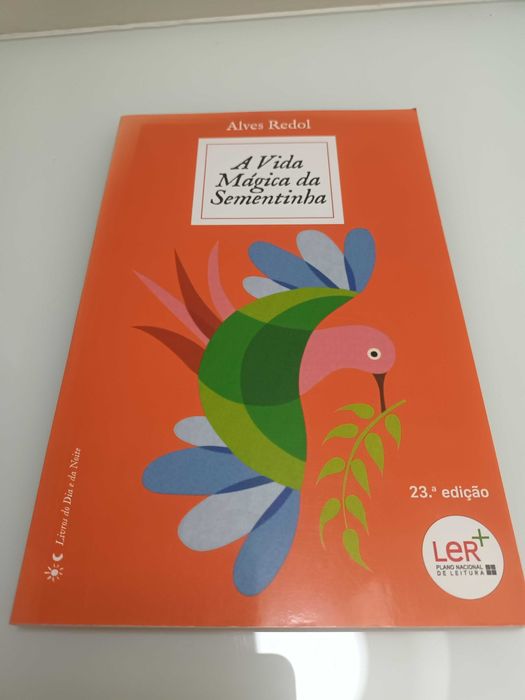 Alves Redol
A Vida
Mágica da
Sementinha
Livros do Dia e da Noite
23.ª edição
LeR+
PLANO NACIONAL
DE LEITURA